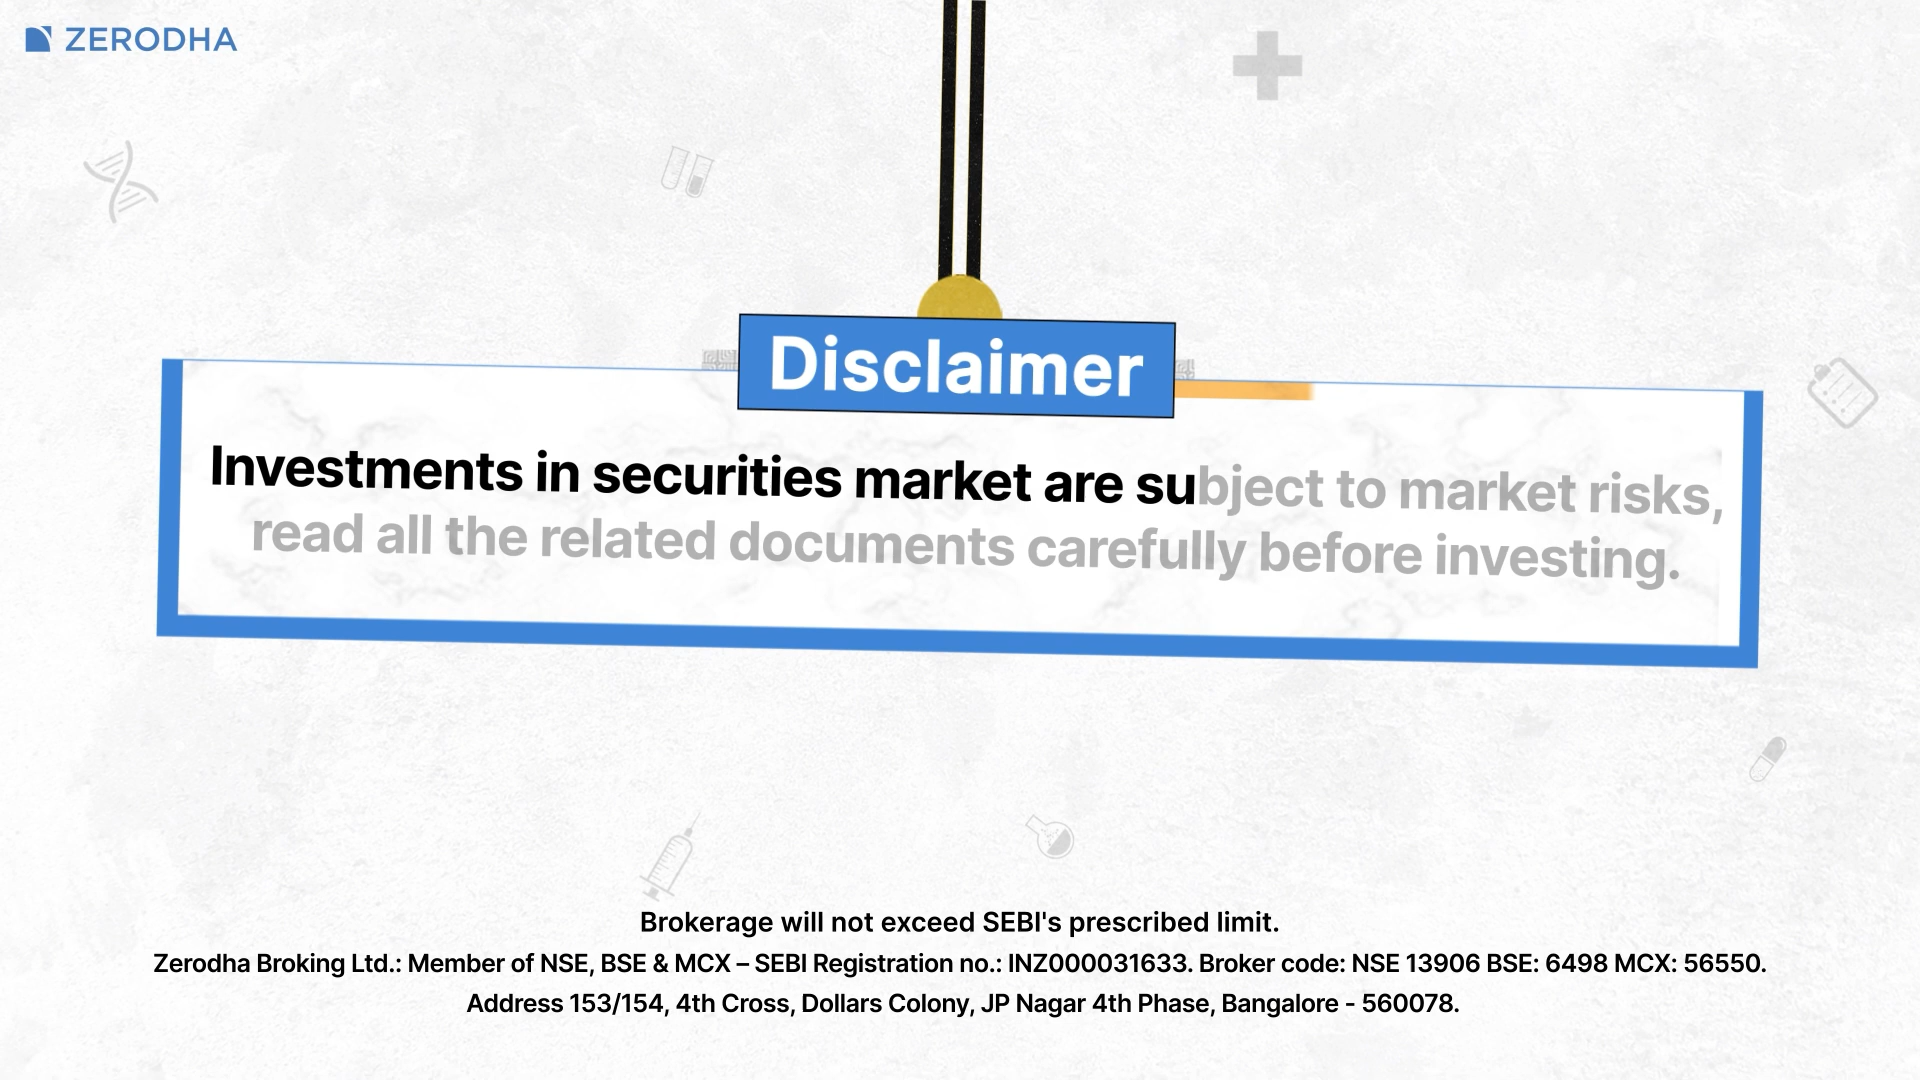 ZERODHA
Disclaimer
Investments in securities market are subject to market risks,
read all the related documents carefully before investing.
Brokerage will not exceed SEBI's prescribed limit.
Zerodha Broking Ltd.: Member of NSE, BSE & MCX – SEBI Registration no.: INZ000031633. Broker code: NSE 13906 BSE: 6498 MCX: 56550.
Address 153/154, 4th Cross, Dollars Colony, JP Nagar 4th Phase, Bangalore - 560078.